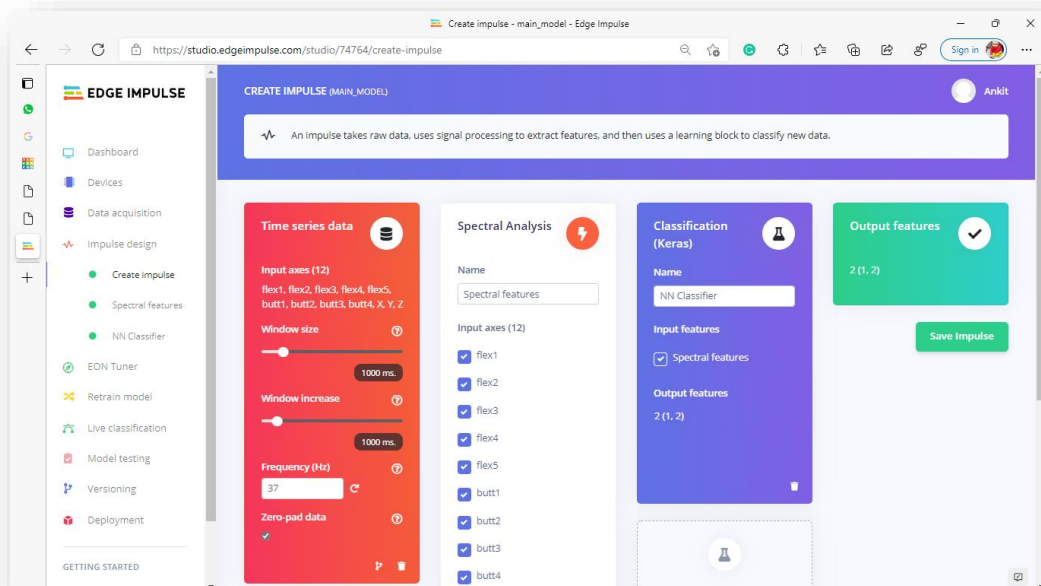 Create impulse - main_model - Edge Impulse
https://studio.edgeimpulse.com/studio/74764/create-impulse
Sign in
EDGE IMPULSE
Dashboard
Devices
Data acquisition
Impulse design
Create impulse
Spectral features
NN Classifier
EON Tuner
Retrain model
Live classification
Model testing
Versioning
Deployment
GETTING STARTED
CREATE IMPULSE (MAIN_MODEL)
Ankit
An impulse takes raw data, uses signal processing to extract features, and then uses a learning block to classify new data.
Time series data
Input axes (12)
flex1, flex2, flex3, flex4, flex5,
butt1, butt2, butt3, butt4, X, Y, Z
Window size
1000 ms.
Window increase
1000 ms.
Frequency (Hz)
37
Zero-pad data
Spectral Analysis
Name
Spectral features
Input axes (12)
flex1
flex2
flex3
flex4
flex5
butt1
butt2
butt3
butt4
Classification
(Keras)
Name
NN Classifier
Input features
Spectral features
Output features
2 (1, 2)
Output features
2 (1, 2)
Save Impulse